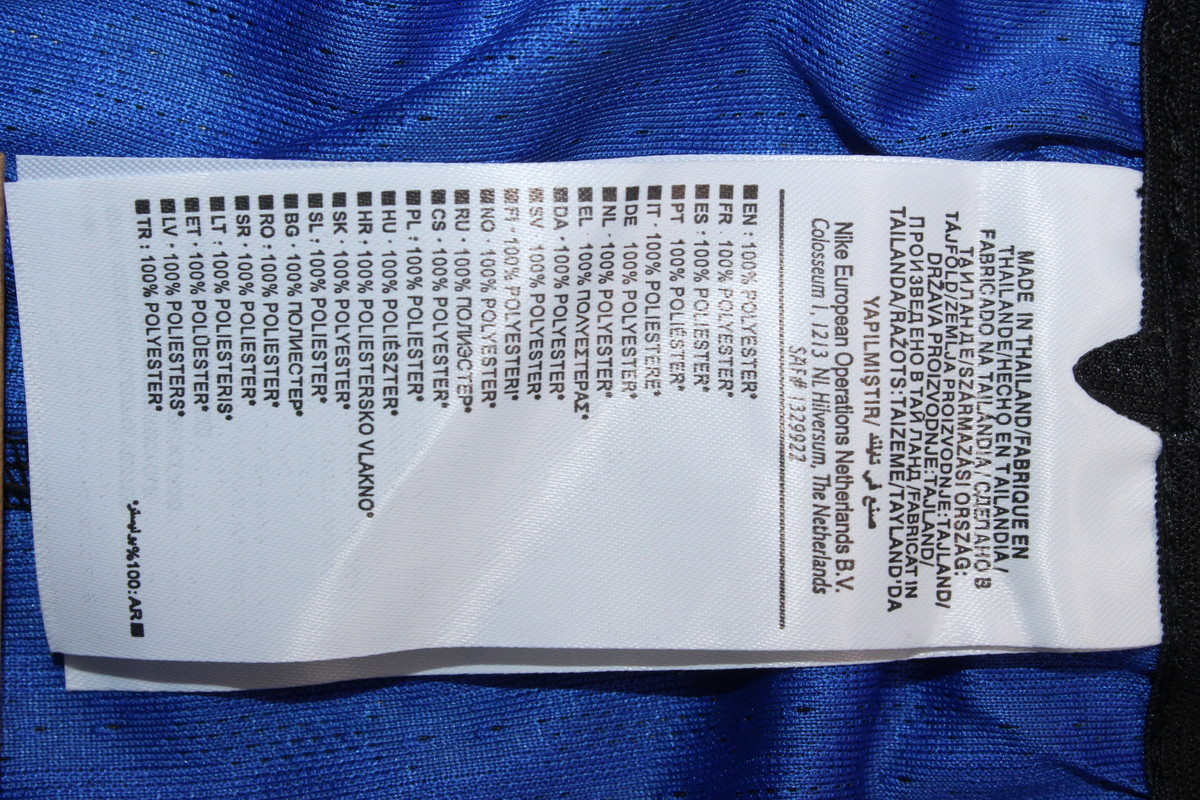 MADE IN THAILAND/FABRIQUE EN
THAILANDE/HECHO EN TAILANDIA/
FABRICADO NA TAILÂNDIA/СДЕЛАНО В
ТАИЛАНДЕ/SZÁRMAZÁSI ORSZÁG:
TAJFÖLD/ZEMLJA PROIZVODNJE:TAJLAND/
DRŽAVA PROIZVODNJE:TAJLAND/
ПРОИЗВЕДЕНО В ТАЙЛАНД/FABRICAT IN
TAILANDA/RAŽOTS:TAIZEME/TAYLAND'DA
YAPILMIŞTIR/ صنع في تايلند
Nike European Operations Netherlands B.V.
Colosseum 1, 1213 NL Hilversum, The Netherlands
SAF# 1329922
EN : 100% POLYESTER*
FR · 100% POLYESTER*
ES : 100% POLIÉSTER*
PT : 100% POLIÉSTER*
IT · 100% POLIESTERE*
DE : 100% POLYESTER*
NL · 100% POLYESTER*
EL : 100% ΠΟΛΥΕΣΤΕΡΑΣ*
DA · 100% POLYESTER*
SV : 100% POLYESTER*
FI · 100% POLYESTERI*
NO : 100% POLYESTER*
RU · 100% ПОЛИЭСТЕР*
CS · 100% POLYESTER*
PL : 100% POLIESTER*
HU · 100% POLIÉSZTER*
HR : 100% POLIESTERSKO VLAKNO*
SK · 100% POLYESTER*
SL : 100% POLIESTER*
BG · 100% ПОЛИЕСТЕР*
RO : 100% POLIESTER*
SR · 100% POLIESTER*
LT : 100% POLIESTERIS*
ET · 100% POLÜESTER*
LV · 100% POLIESTERS*
TR : 100% POLYESTER*
AR:100%بوليستر*